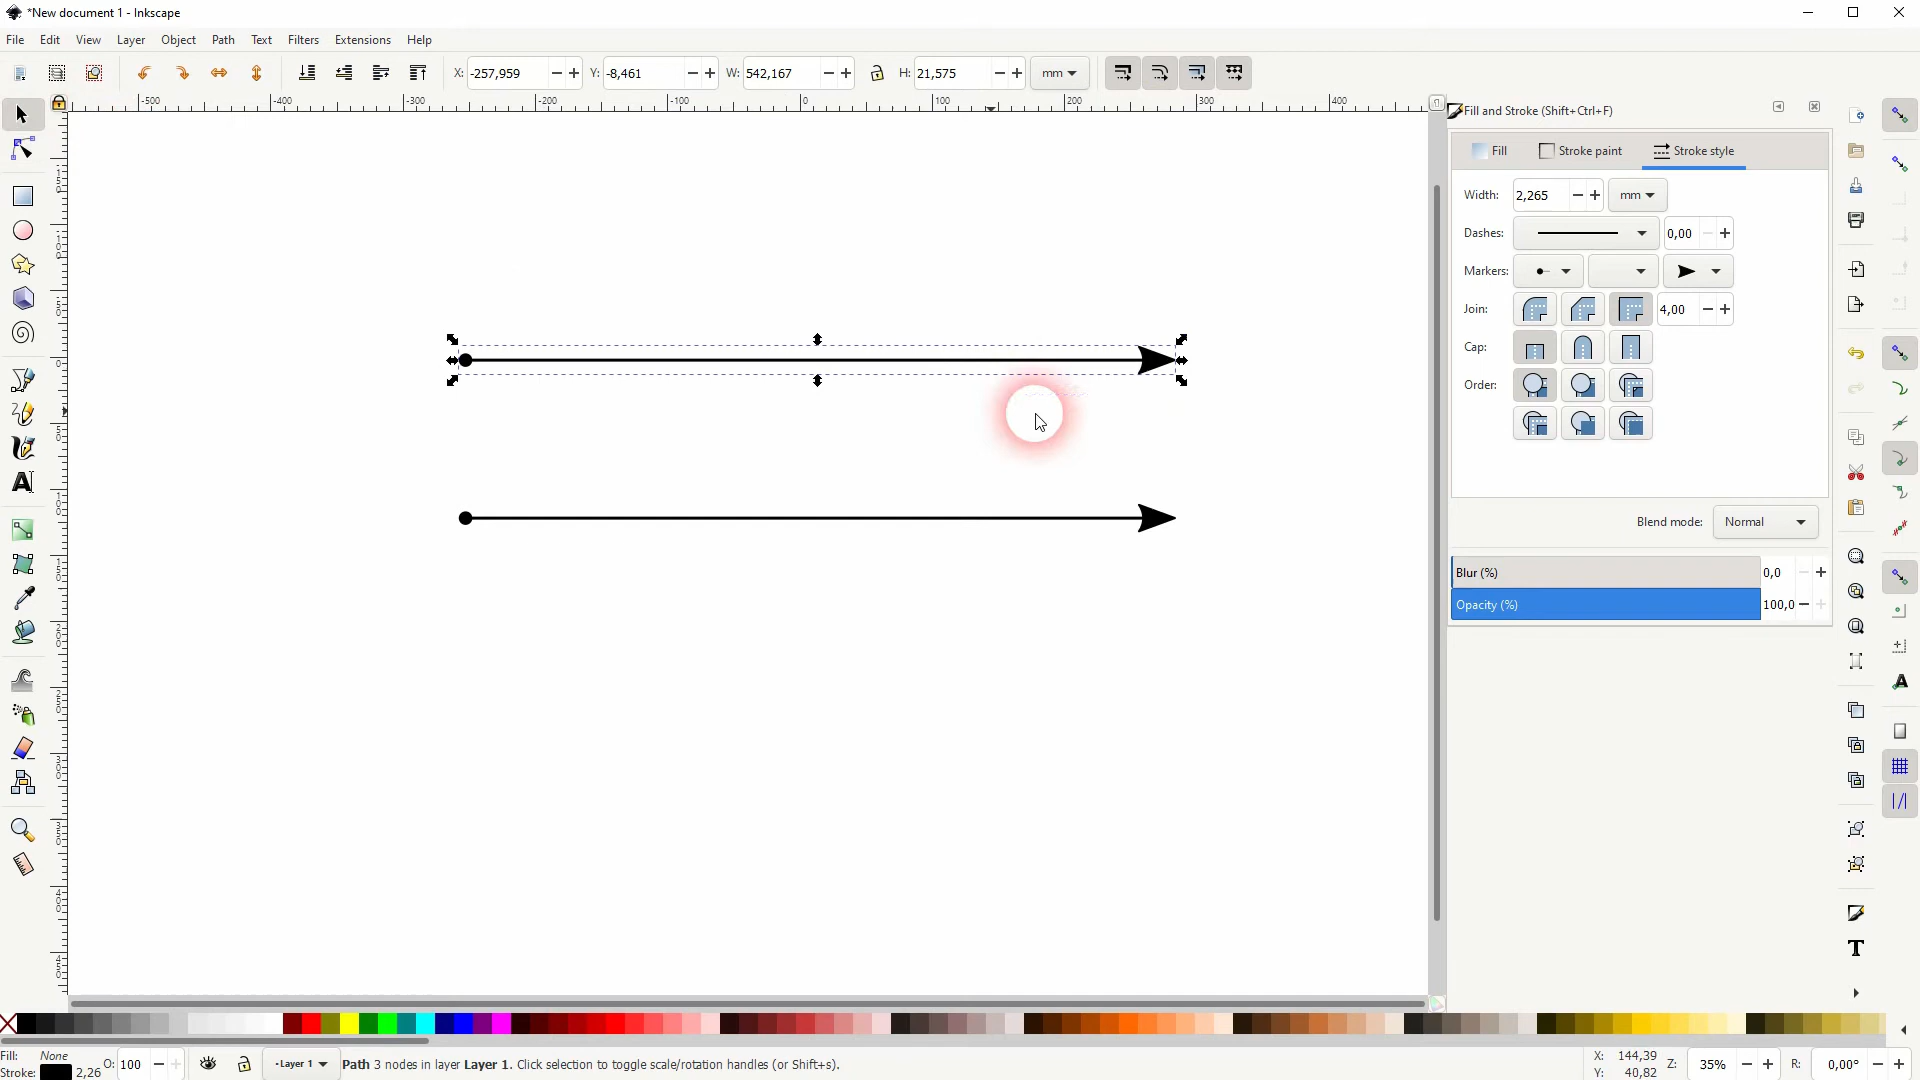 *New document 1 - Inkscape
File Edit View Layer Object Path Text Filters Extensions Help
X: -257,959 Y: -8,461 W: 542,167 H: 21,575 mm
-500 -400 -300 -200 -100 0 100 200 300 400
Fill and Stroke (Shift+Ctrl+F)
Fill Stroke paint Stroke style
Width: 2,265 mm
Dashes: 0,00
Markers:
Join: 4,00
Cap:
Order:
Blend mode: Normal
Blur (%) 0,0
Opacity (%) 100,0
Fill: None
Stroke: 2,26
O: 100
Layer 1
Path 3 nodes in layer Layer 1. Click selection to toggle scale/rotation handles (or Shift+s).
X: 144,39
Y: 40,82
Z: 35% R: 0,00°